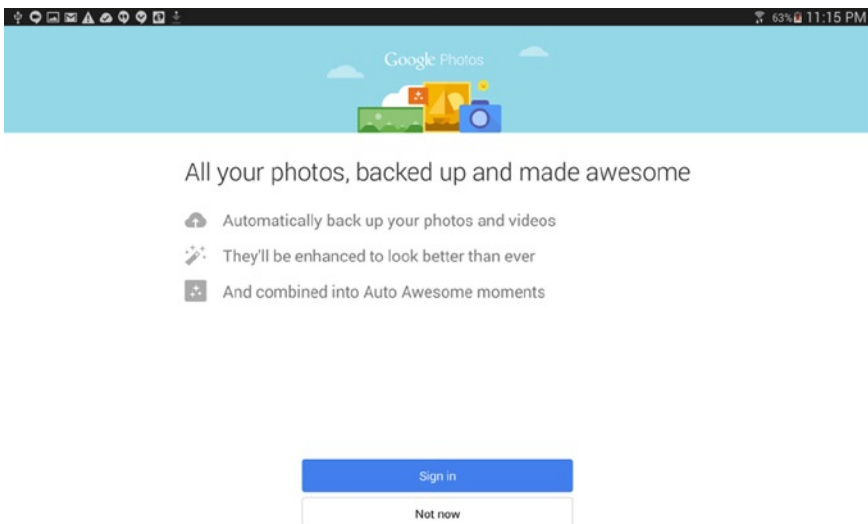 63% 11:15 PM
Google Photos
All your photos, backed up and made awesome
Automatically back up your photos and videos
They'll be enhanced to look better than ever
And combined into Auto Awesome moments
Sign in
Not now